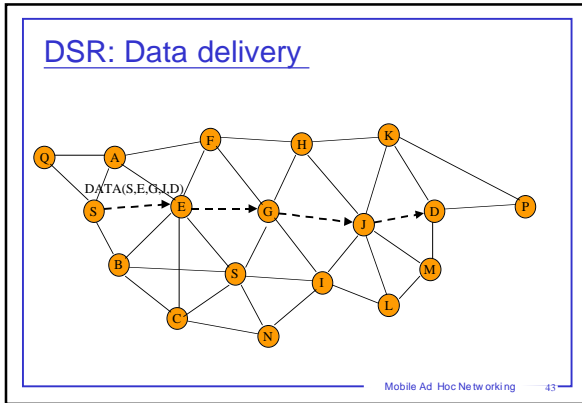 DSR: Data delivery
K
F
H
Q
A
DATA(S,E,G,J,D)
S
E
G
J
D
P
B
S
I
M
C
L
N
Mobile Ad Hoc Networking 43